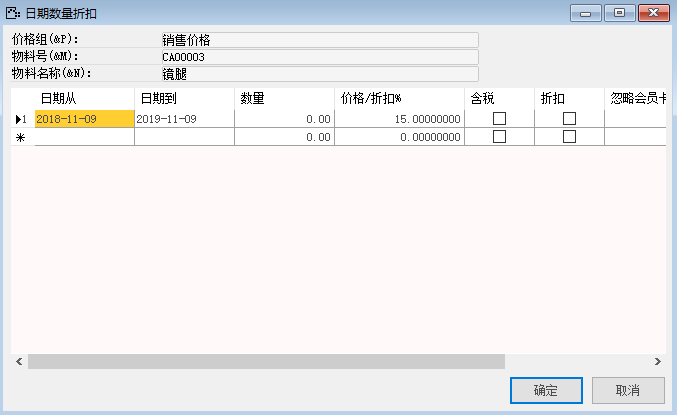 日期数量折扣
价格组(&P): 销售价格
物料号(&M): CA00003
物料名称(&N): 镜腿
日期从 日期到 数量 价格/折扣% 含税 折扣 忽略会员卡
1 2018-11-09 2019-11-09 0.00 15.00000000
* 0.00 0.00000000
确定 取消